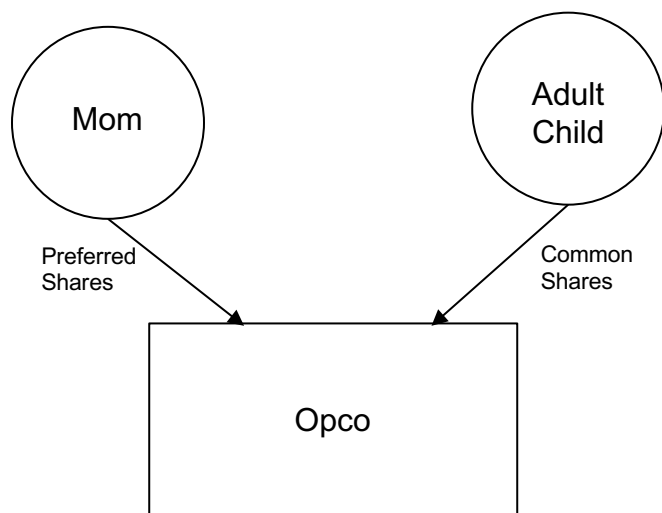 Mom
Adult
Child
Preferred
Shares
Common
Shares
Opco